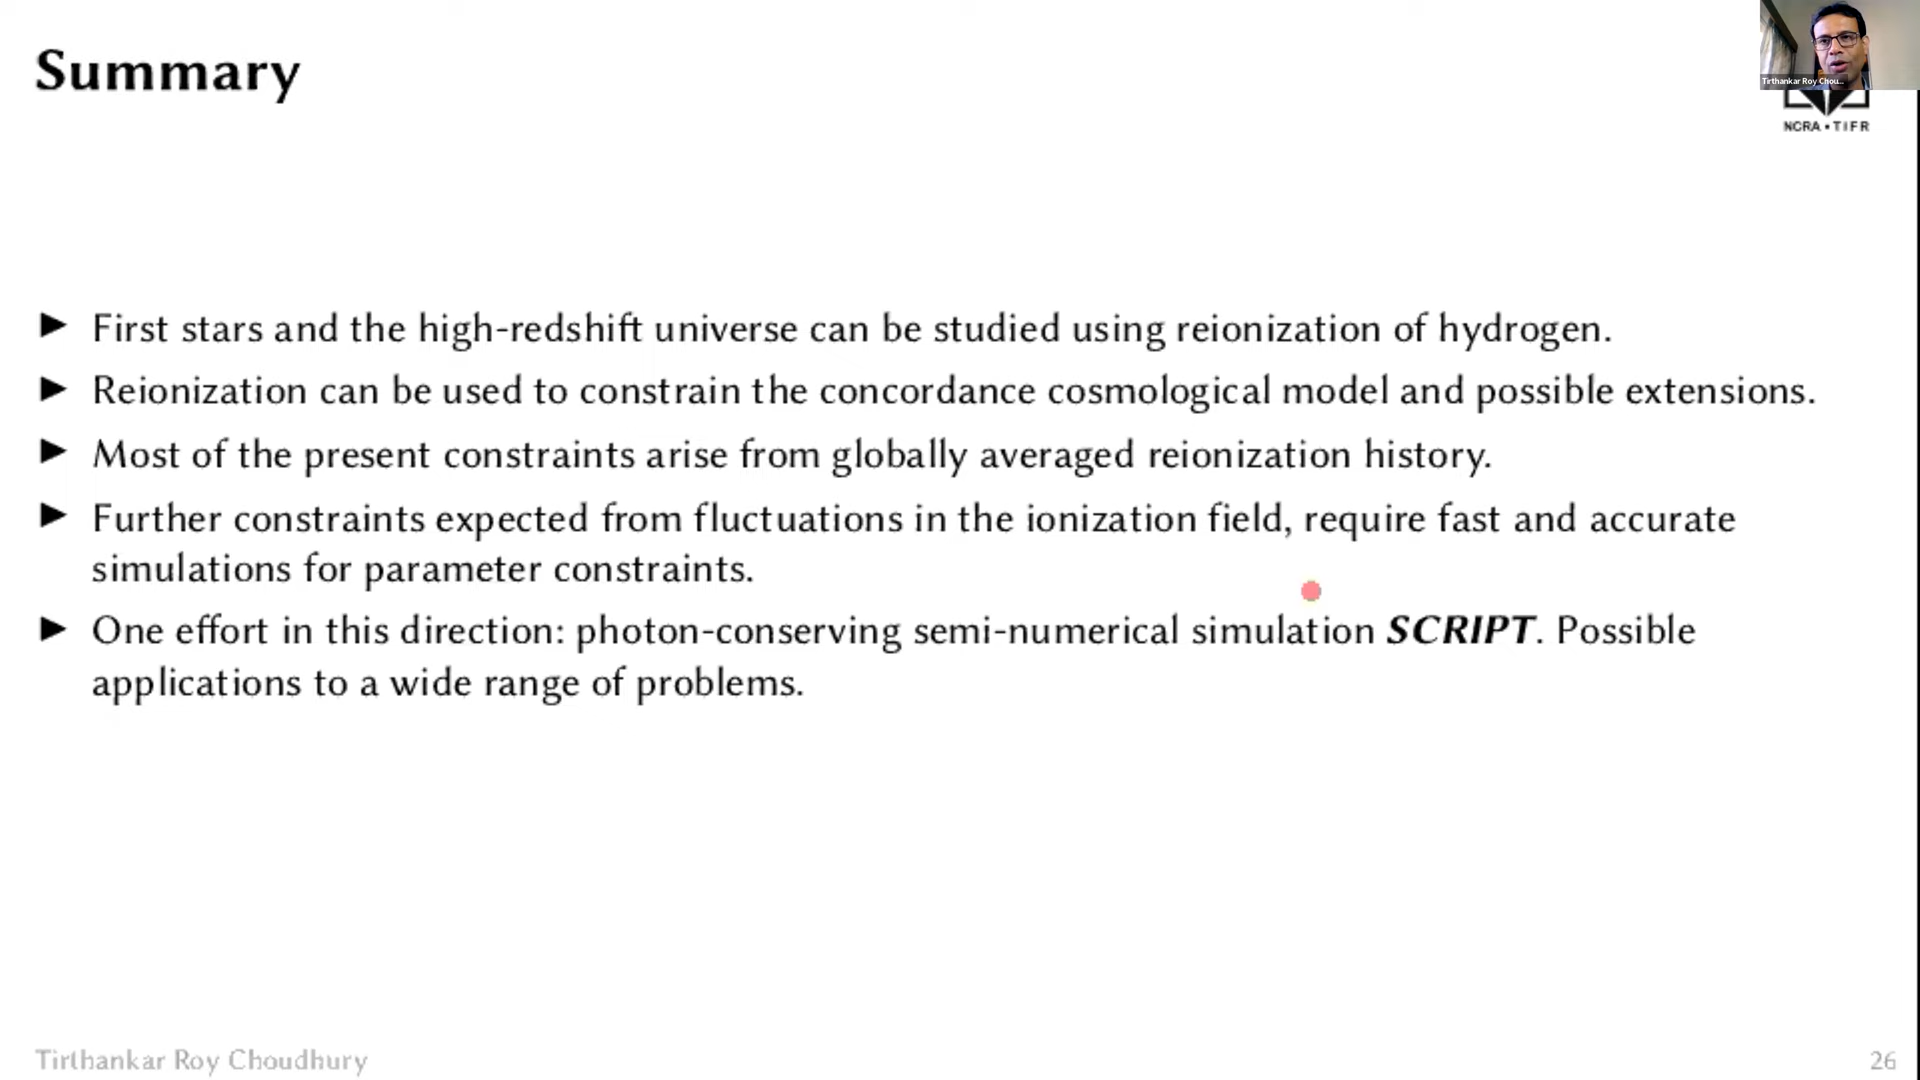 Summary
Tirthankar Roy Chou...
NCRA • TIFR
► First stars and the high-redshift universe can be studied using reionization of hydrogen.
► Reionization can be used to constrain the concordance cosmological model and possible extensions.
► Most of the present constraints arise from globally averaged reionization history.
► Further constraints expected from fluctuations in the ionization field, require fast and accurate
simulations for parameter constraints.
► One effort in this direction: photon-conserving semi-numerical simulation SCRIPT. Possible
applications to a wide range of problems.
Tirthankar Roy Choudhury
26